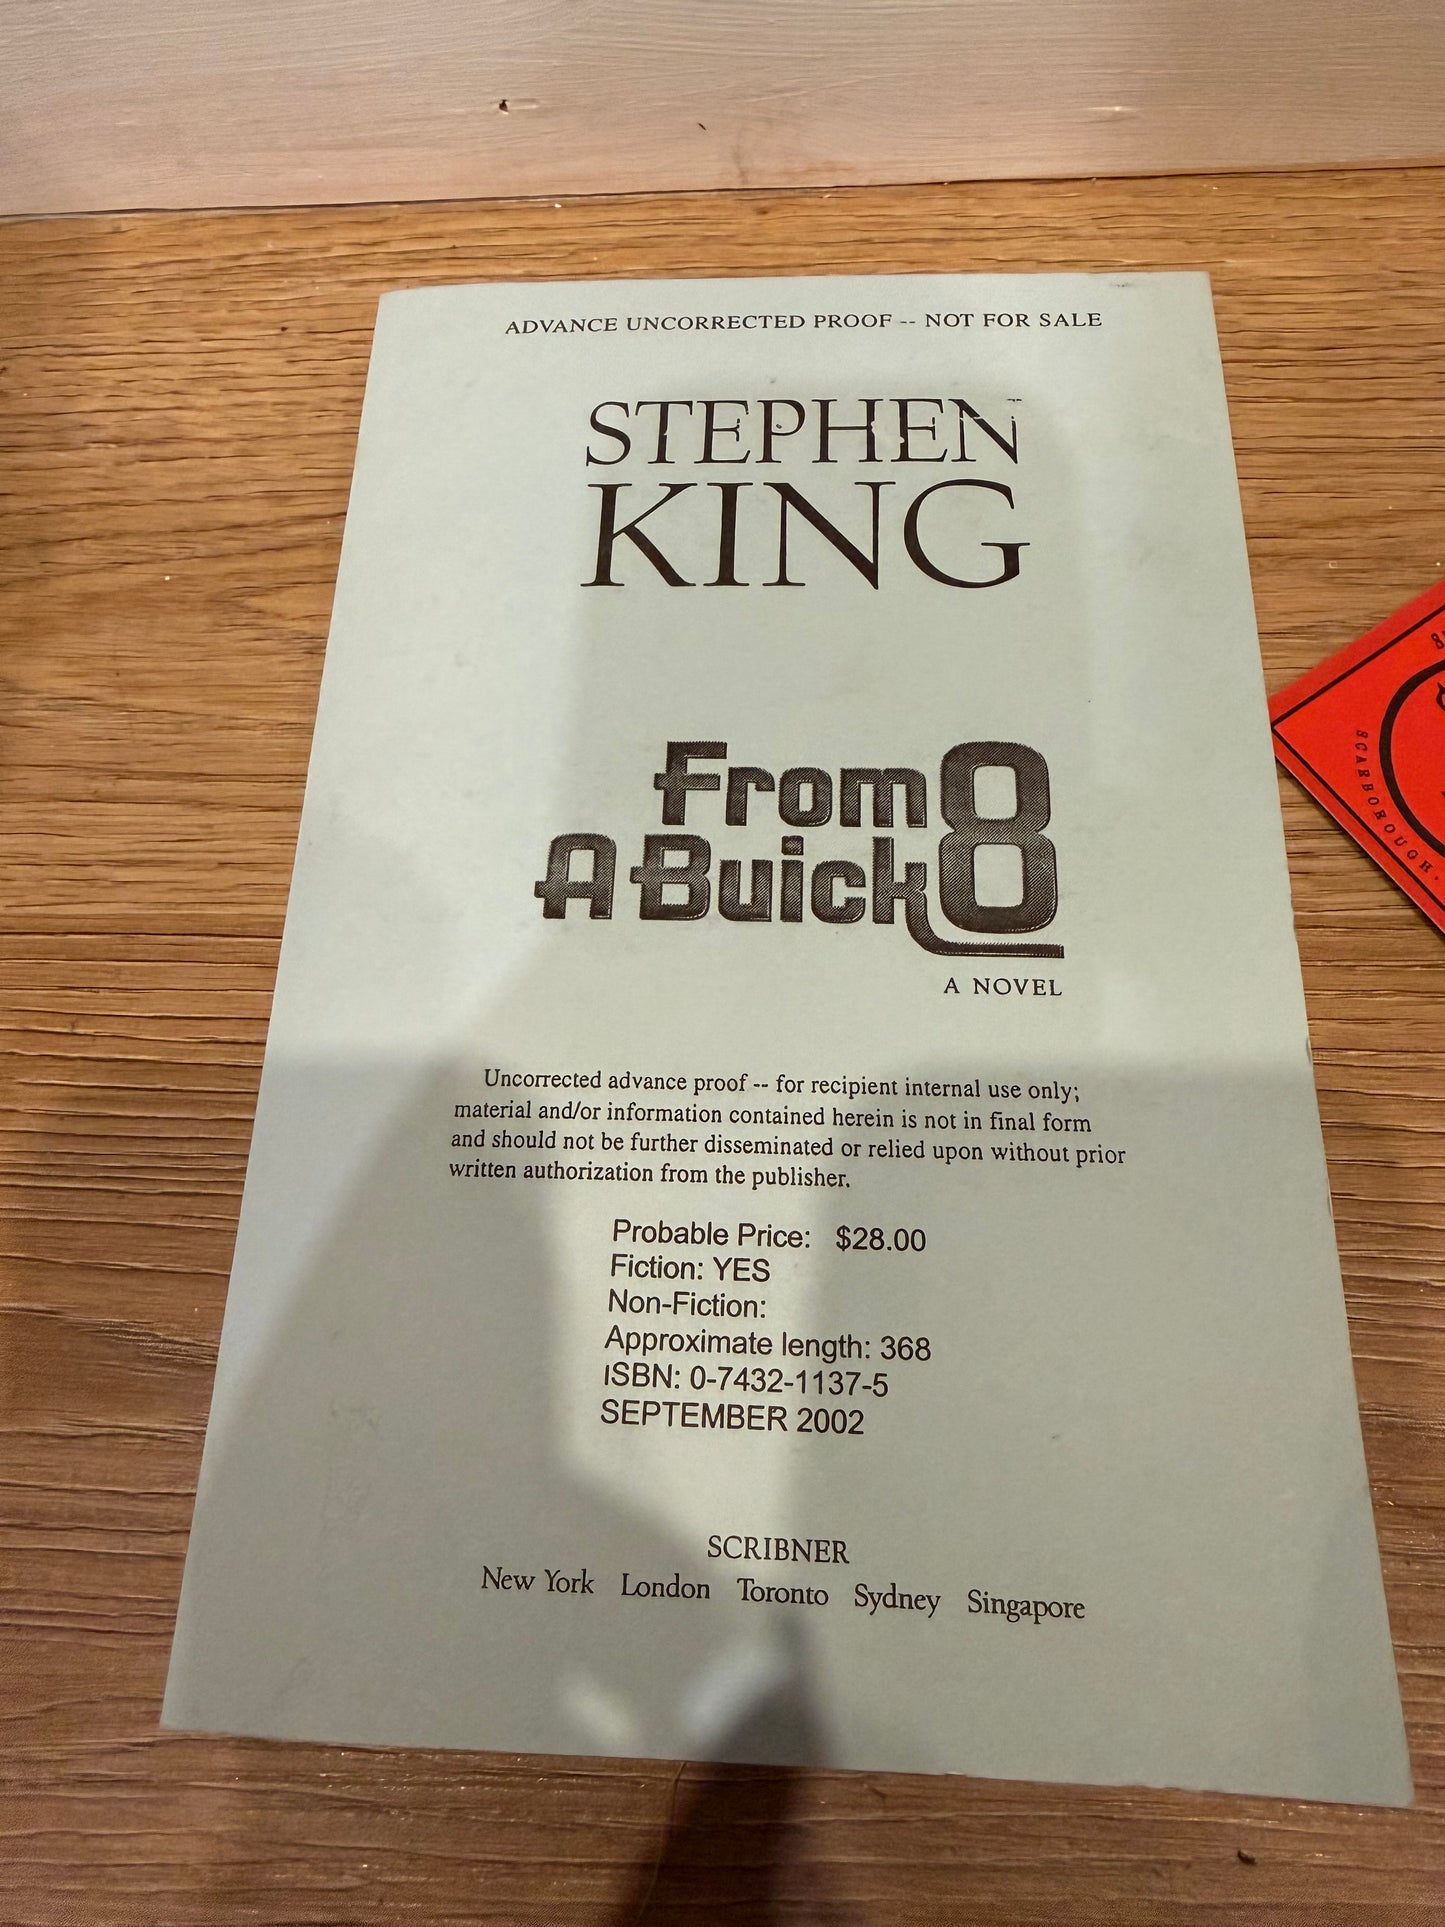 ADVANCE UNCORRECTED PROOF -- NOT FOR SALE
STEPHEN
KING
From
A Buick 8
A NOVEL
Uncorrected advance proof -- for recipient internal use only;
material and/or information contained herein is not in final form
and should not be further disseminated or relied upon without prior
written authorization from the publisher.
Probable Price: $28.00
Fiction: YES
Non-Fiction:
Approximate length: 368
ISBN: 0-7432-1137-5
SEPTEMBER 2002
SCRIBNER
New York London Toronto Sydney Singapore
SCARBOROUGH.